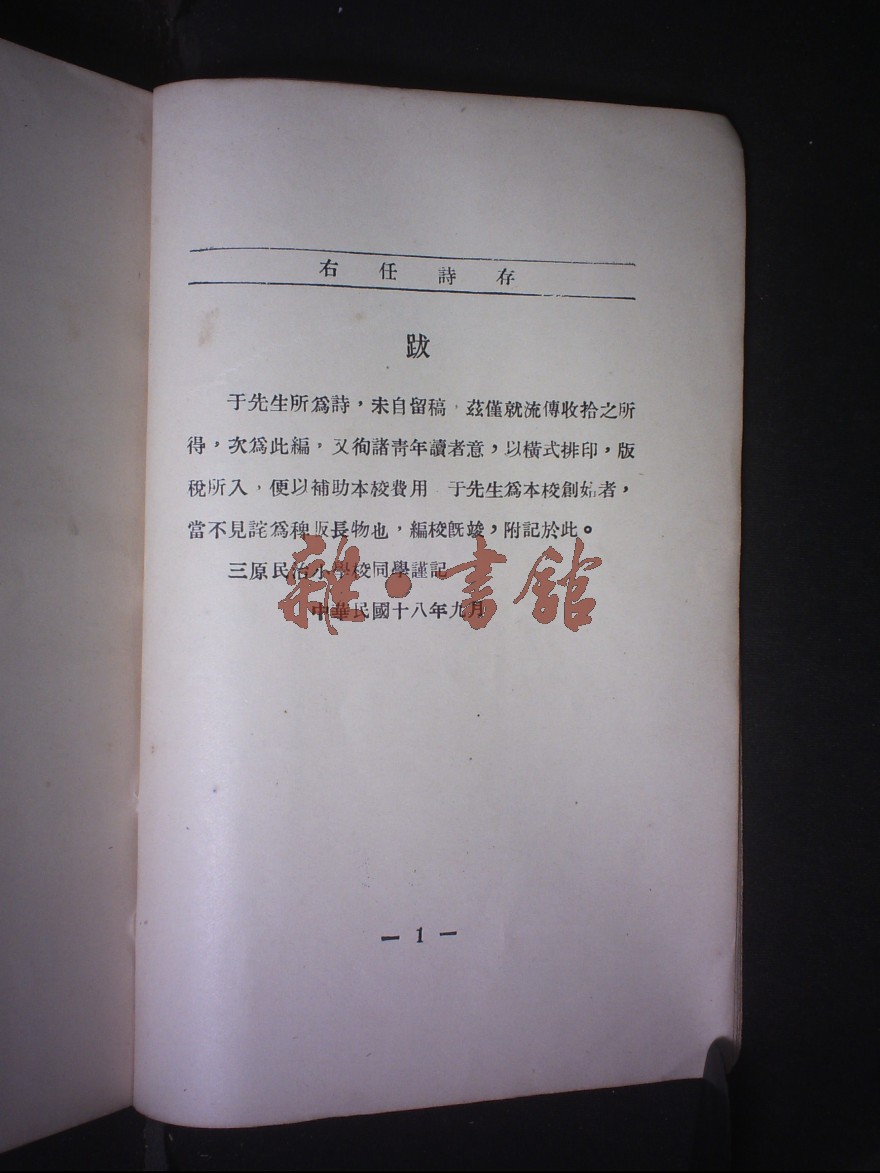 右任詩存
跋
于先生所爲詩，未自留稿，茲僅就流傳收拾之所
得，次爲此編，又徇諸靑年讀者意，以橫式排印，版
稅所入，便以補助本校費用　于先生爲本校創始者，
當不見詫爲稗販長物也，編校旣竣，附記於此。
三原民治小學校同學謹記
中華民國十八年九月
雜·書館
— 1 —